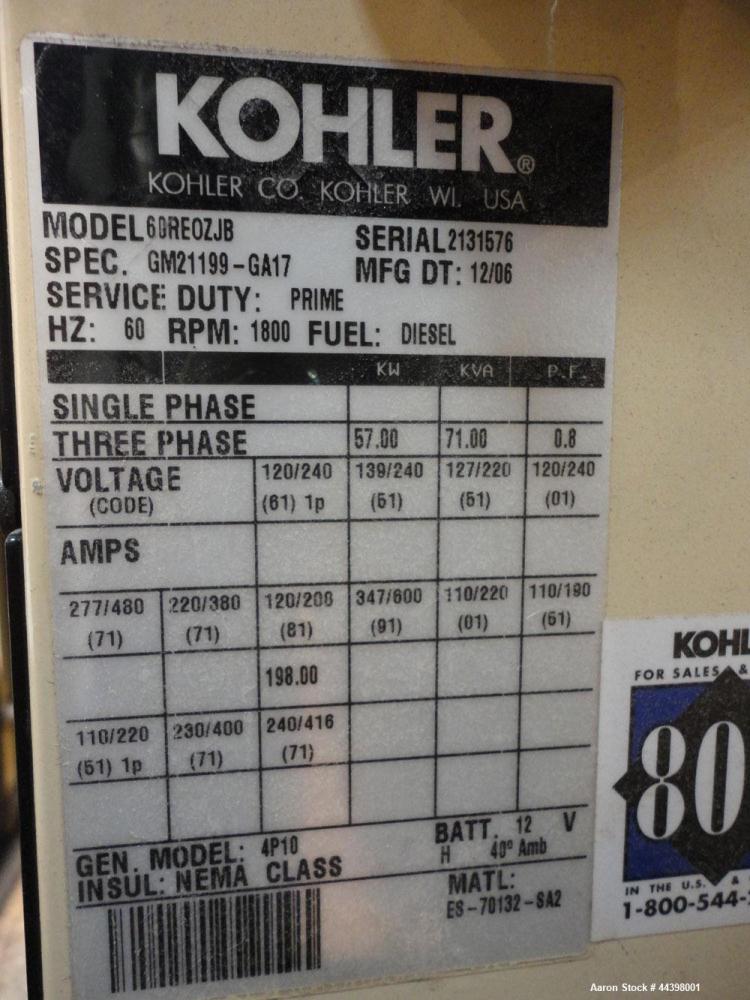 KOHLER®
KOHLER CO. KOHLER WI. USA
MODEL 60REOZJB SERIAL 2131576
SPEC. GM21199-GA17 MFG DT: 12/06
SERVICE DUTY: PRIME
HZ: 60 RPM: 1800 FUEL: DIESEL
KW KVA P.F.
SINGLE PHASE
THREE PHASE 57.00 71.00 0.8
VOLTAGE 120/240 139/240 127/220 120/240
(CODE) (61) 1p (51) (51) (01)
AMPS
277/480 220/380 120/208 347/600 110/220 110/190
(71) (71) (81) (91) (01) (51)
198.00
110/220 230/400 240/416
(51) 1p (71) (71)
GEN. MODEL: 4P10 BATT. 12 V
INSUL: NEMA CLASS H 40° Amb
MATL:
ES-70132-SA2
KOHL
FOR SALES &
80
IN THE U.S. &
1-800-544-
Aaron Stock # 44398001